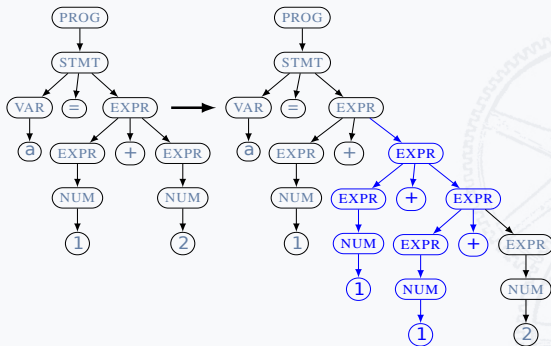 PROG PROG
STMT STMT
VAR = EXPR VAR = EXPR
a EXPR + EXPR a EXPR + EXPR
NUM NUM NUM EXPR + EXPR
1 2 1 NUM EXPR + EXPR
1 NUM NUM
1 2